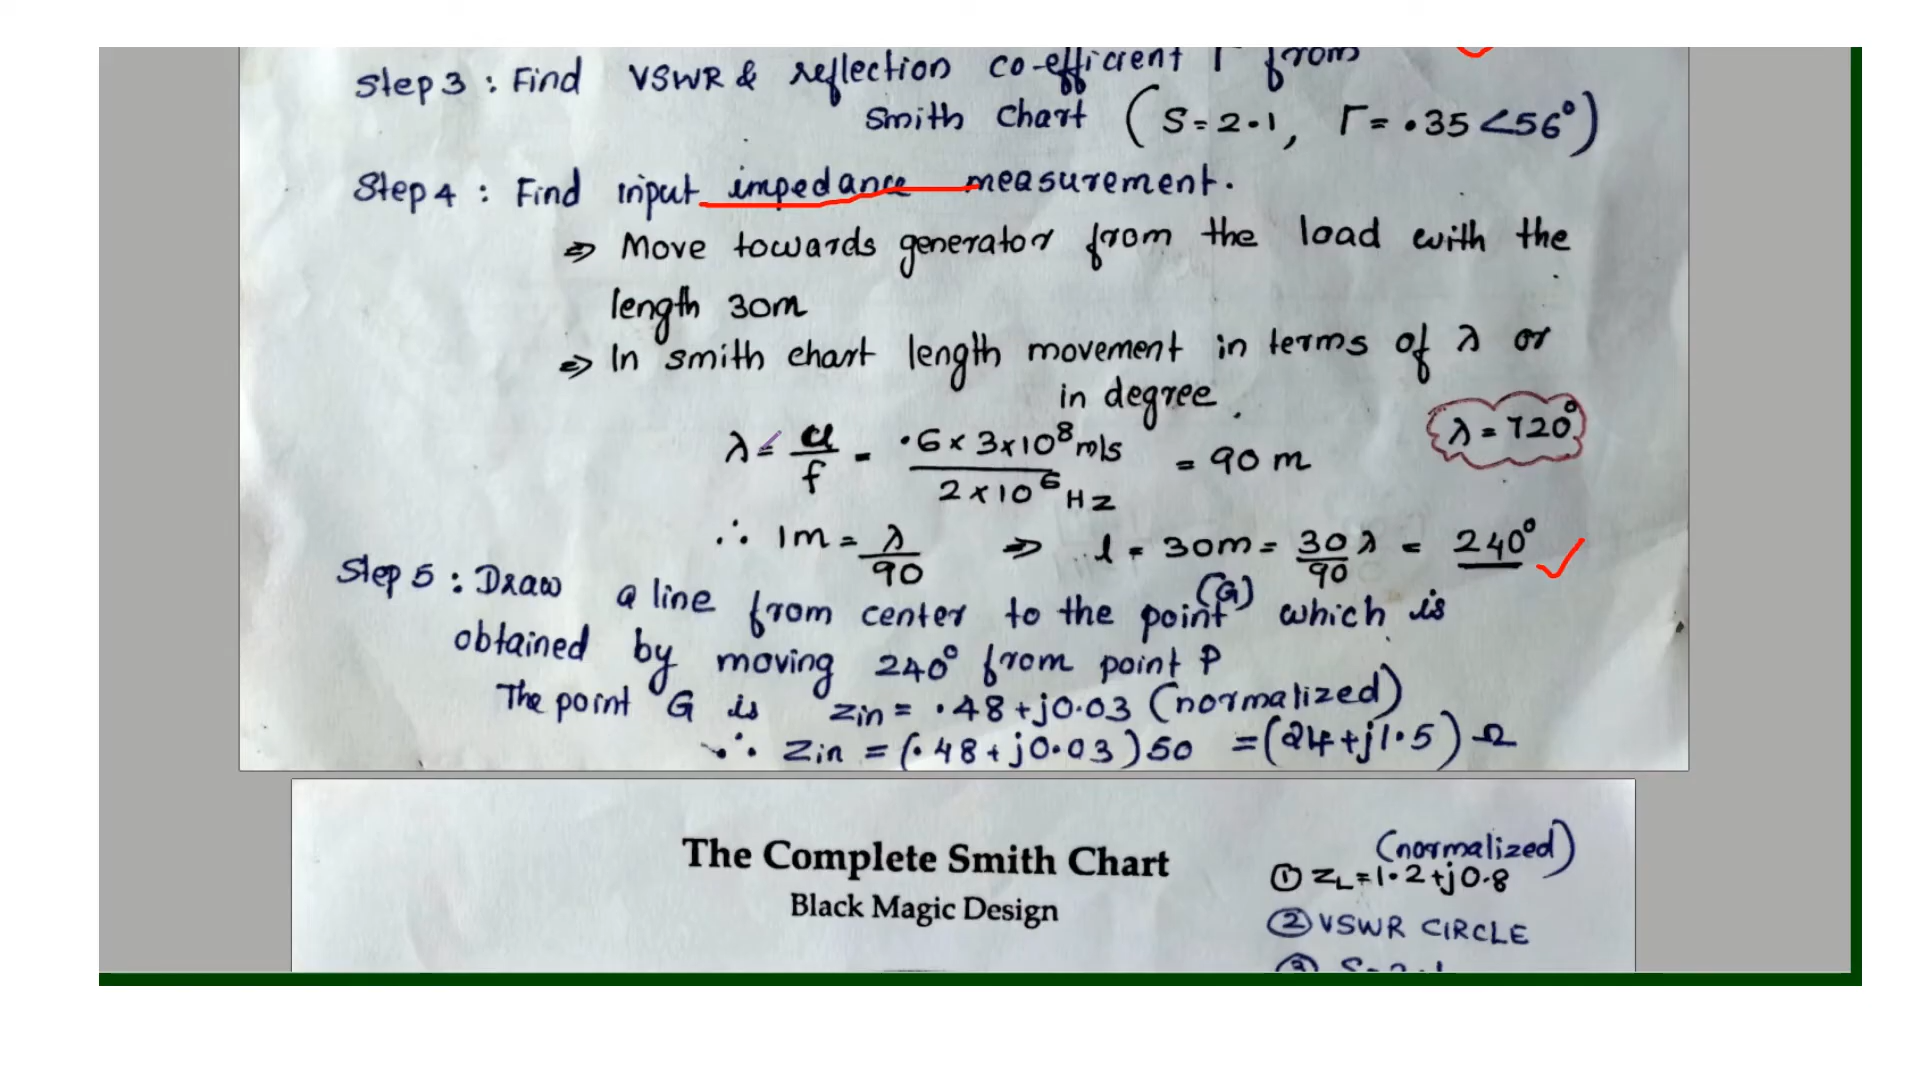 Step 3 : Find VSWR & reflection co-efficient Γ from
Smith Chart (S=2.1, Γ= .35<56°)
Step 4 : Find input impedance measurement.
⇒ Move towards generator from the load with the
length 30m
⇒ In smith chart length movement in terms of λ or
in degree.
λ = u/f = .6 × 3×10⁸ m/s / 2×10⁶ Hz = 90 m
λ = 720°
∴ 1m = λ/90 ⇒ l = 30m = 30/90 λ = 240°
Step 5 : Draw a line from center to the point (G) which is
obtained by moving 240° from point P
The point G is Zin = .48+j0.03 (normalized)
∴ Zin = (.48+j0.03)50 = (24+j1.5) Ω
The Complete Smith Chart
Black Magic Design
(normalized)
① ZL=1.2+j0.8
② VSWR CIRCLE
③ S=2.1